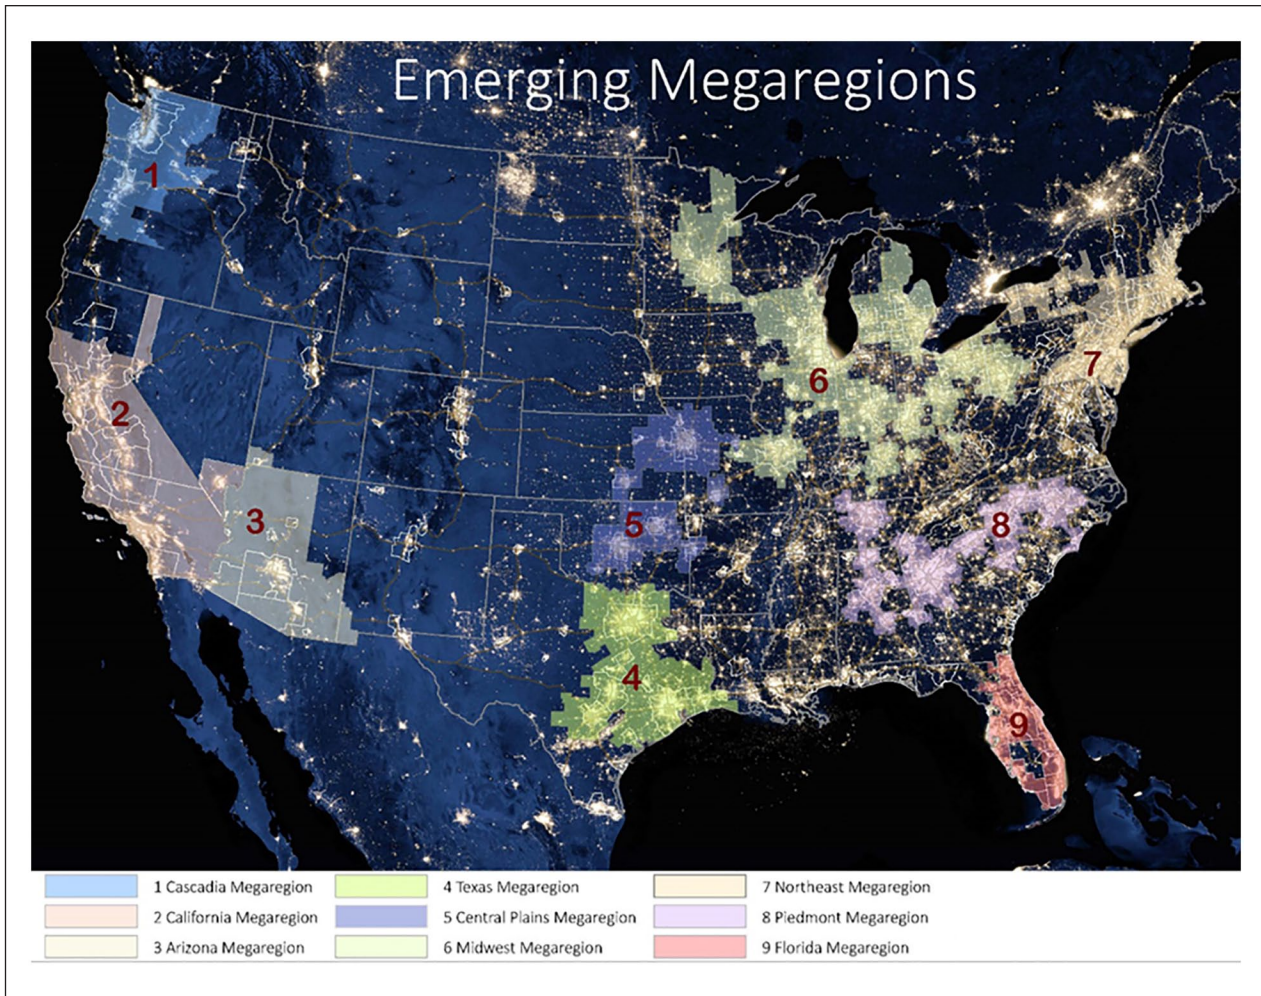 Emerging Megaregions
1
2
3
4
5
6
7
8
9
1 Cascadia Megaregion
2 California Megaregion
3 Arizona Megaregion
4 Texas Megaregion
5 Central Plains Megaregion
6 Midwest Megaregion
7 Northeast Megaregion
8 Piedmont Megaregion
9 Florida Megaregion